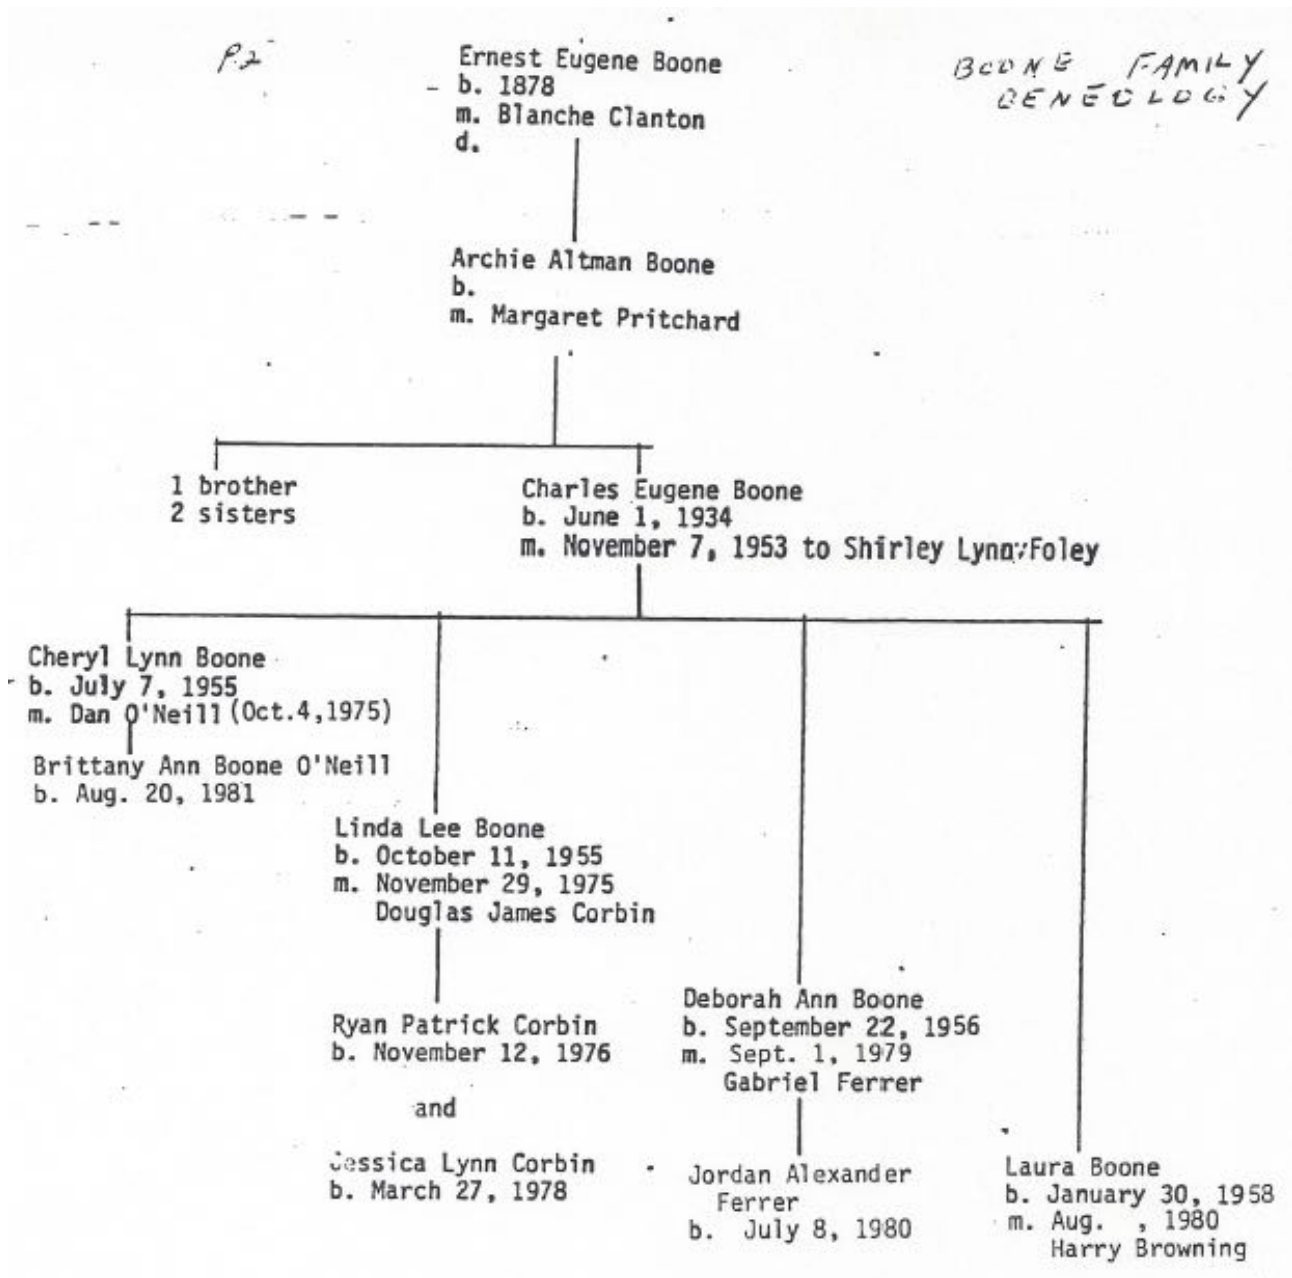 P.2
BOONE FAMILY
GENEOLOGY
Ernest Eugene Boone
b. 1878
m. Blanche Clanton
d.
Archie Altman Boone
b.
m. Margaret Pritchard
1 brother
2 sisters
Charles Eugene Boone
b. June 1, 1934
m. November 7, 1953 to Shirley Lynn Foley
Cheryl Lynn Boone
b. July 7, 1955
m. Dan O'Neill (Oct.4,1975)
Brittany Ann Boone O'Neill
b. Aug. 20, 1981
Linda Lee Boone
b. October 11, 1955
m. November 29, 1975
Douglas James Corbin
Ryan Patrick Corbin
b. November 12, 1976
and
Jessica Lynn Corbin
b. March 27, 1978
Deborah Ann Boone
b. September 22, 1956
m. Sept. 1, 1979
Gabriel Ferrer
Jordan Alexander
Ferrer
b. July 8, 1980
Laura Boone
b. January 30, 1958
m. Aug. , 1980
Harry Browning